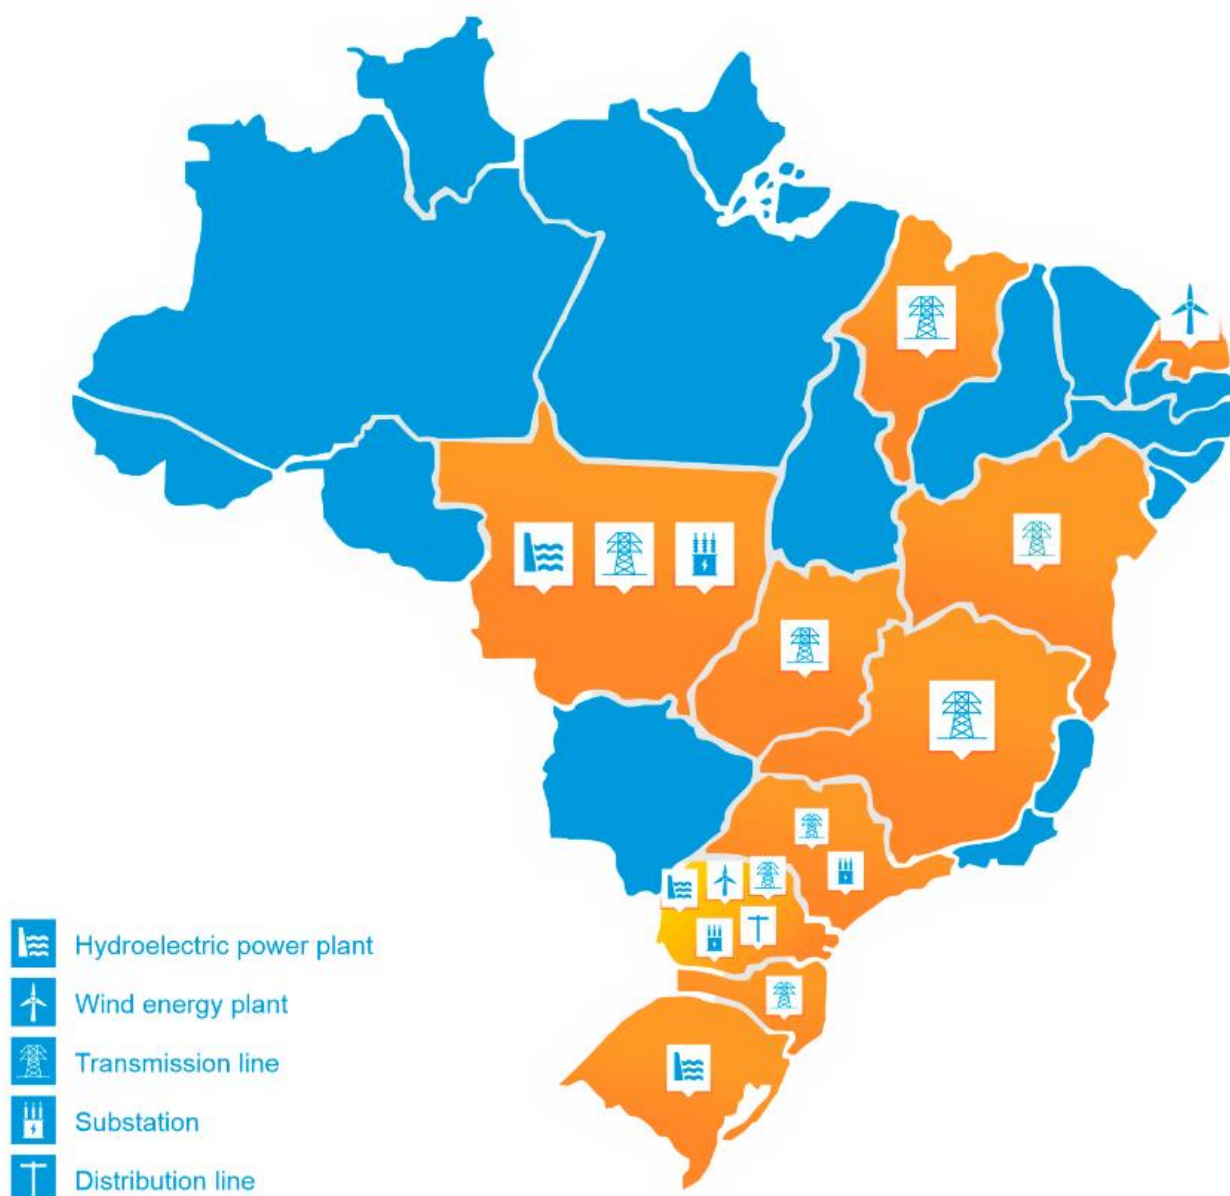 Hydroelectric power plant
Wind energy plant
Transmission line
Substation
Distribution line